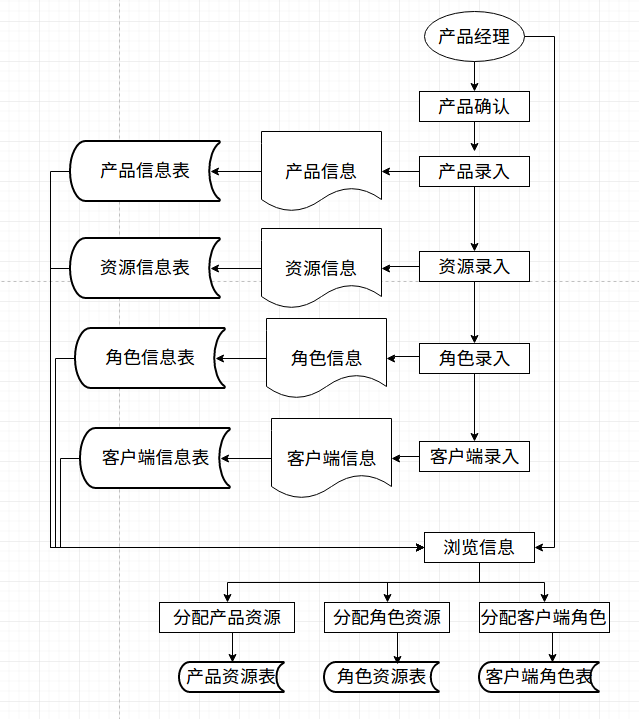 产品经理
产品确认
产品信息表
产品信息
产品录入
资源信息表
资源信息
资源录入
角色信息表
角色信息
角色录入
客户端信息表
客户端信息
客户端录入
浏览信息
分配产品资源
分配角色资源
分配客户端角色
产品资源表
角色资源表
客户端角色表